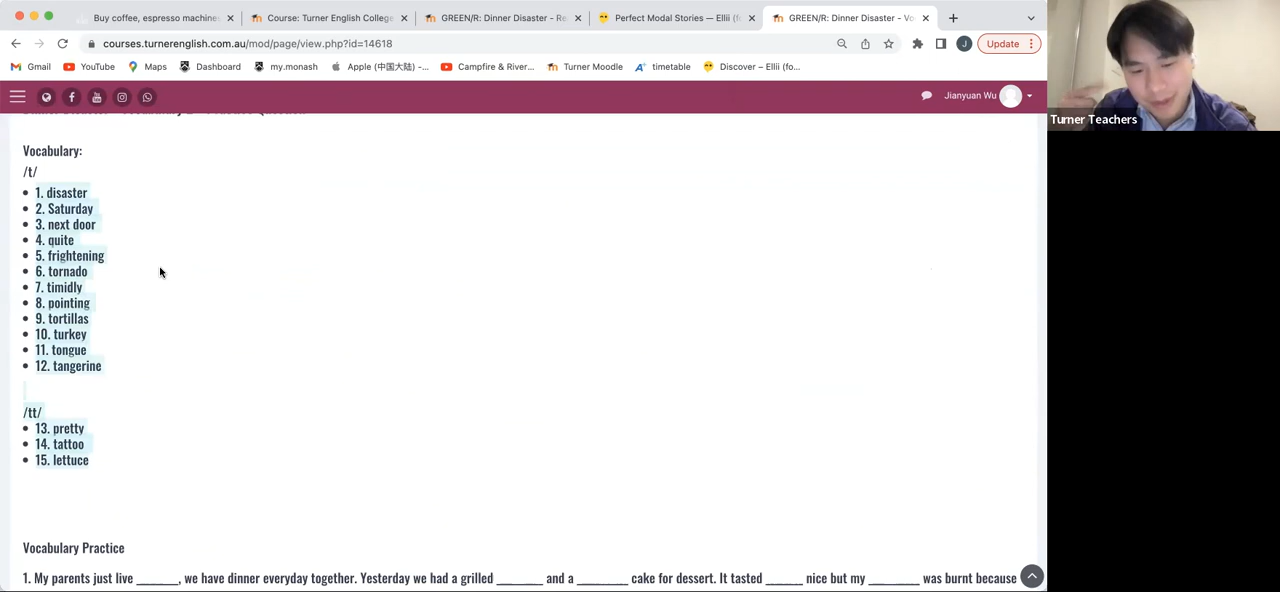 Buy coffee, espresso machine
Course: Turner English Colleg
GREEN/R: Dinner Disaster - Re
Perfect Modal Stories — Ellii (f
GREEN/R: Dinner Disaster - Vo
courses.turnerenglish.com.au/mod/page/view.php?id=14618
J
Update
Gmail
YouTube
Maps
Dashboard
my.monash
Apple (中国大陆) -...
Campfire & River...
Turner Moodle
timetable
Discover – Ellii (fo...
Jianyuan Wu
Turner Teachers
Vocabulary:
/t/
1. disaster
2. Saturday
3. next door
4. quite
5. frightening
6. tornado
7. timidly
8. pointing
9. tortillas
10. turkey
11. tongue
12. tangerine
/tt/
13. pretty
14. tattoo
15. lettuce
Vocabulary Practice
1. My parents just live ______, we have dinner everyday together. Yesterday we had a grilled _______ and a ________ cake for dessert. It tasted ______ nice but my ________ was burnt because